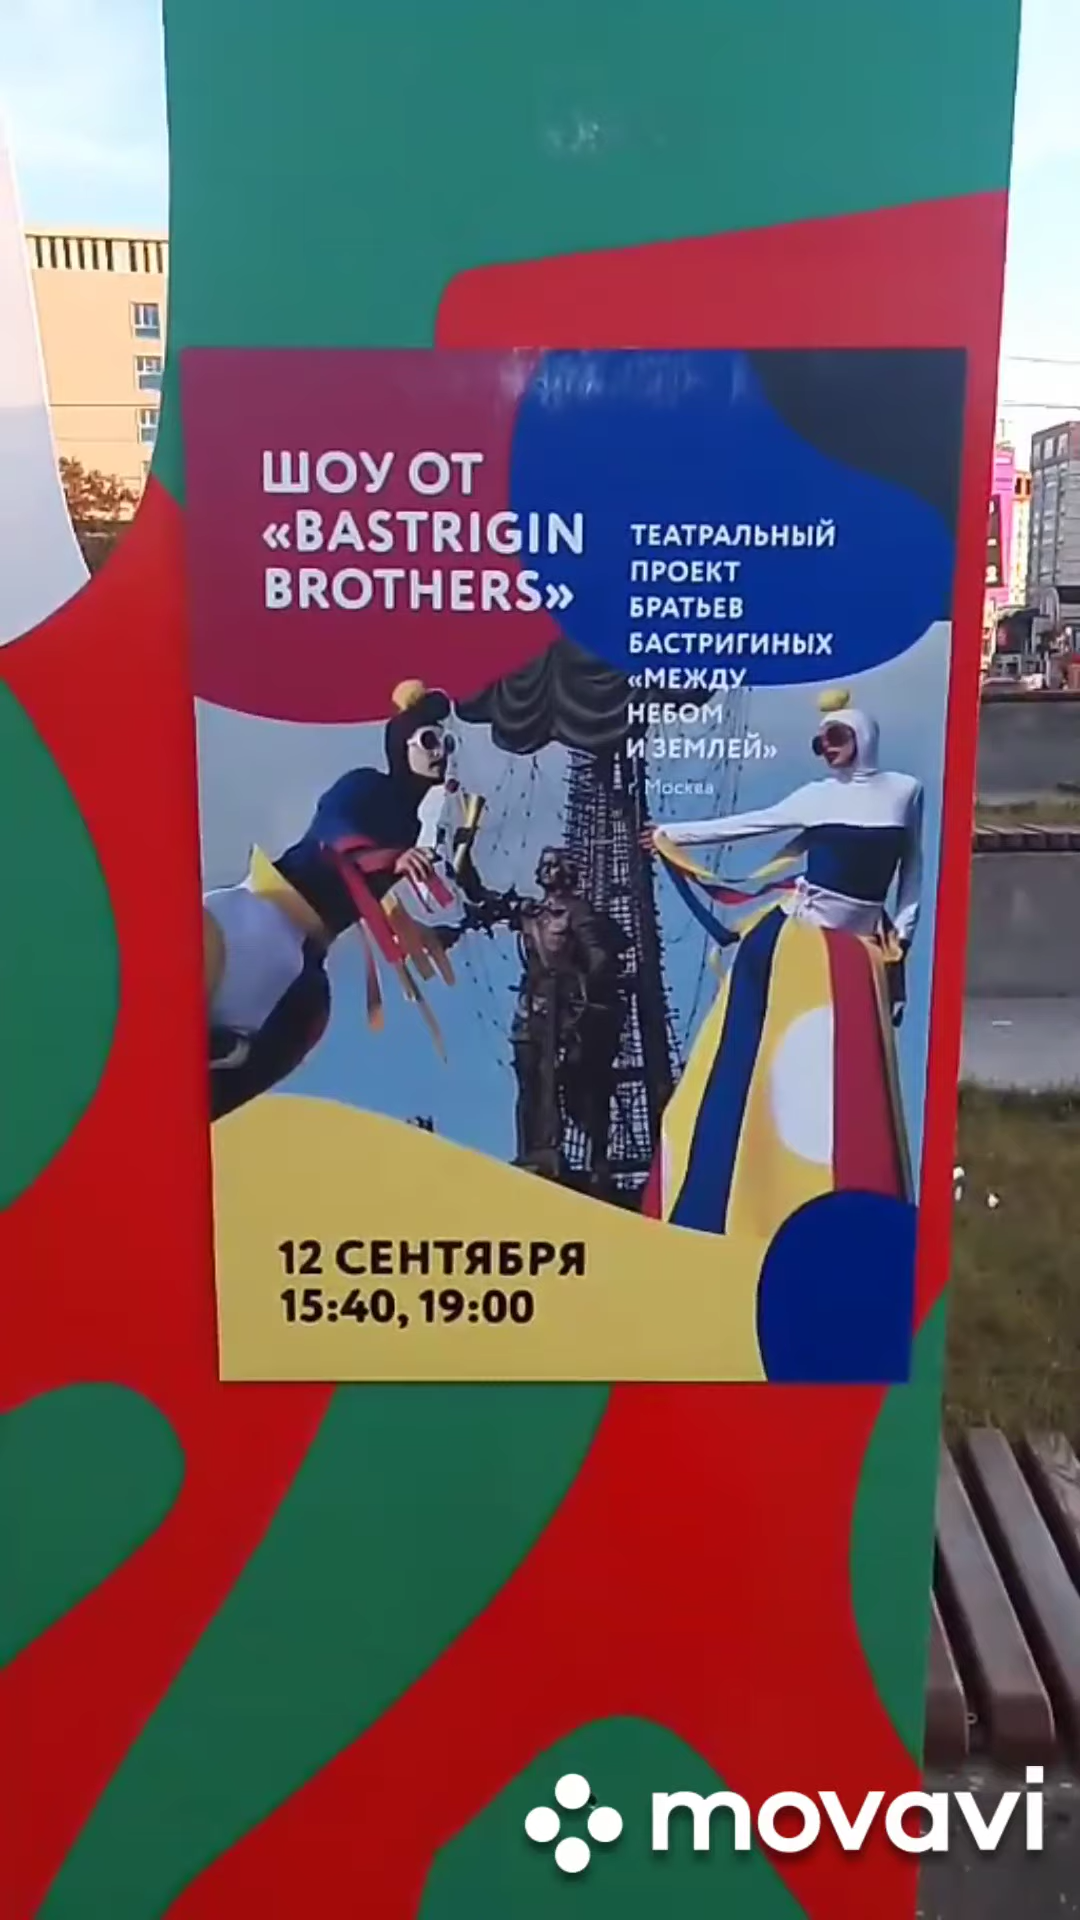 ШОУ ОТ
«BASTRIGIN
BROTHERS»
ТЕАТРАЛЬНЫЙ
ПРОЕКТ
БРАТЬЕВ
БАСТРИГИНЫХ
«МЕЖДУ
НЕБОМ
И ЗЕМЛЕЙ»
г. Москва
12 СЕНТЯБРЯ
15:40, 19:00
movavi